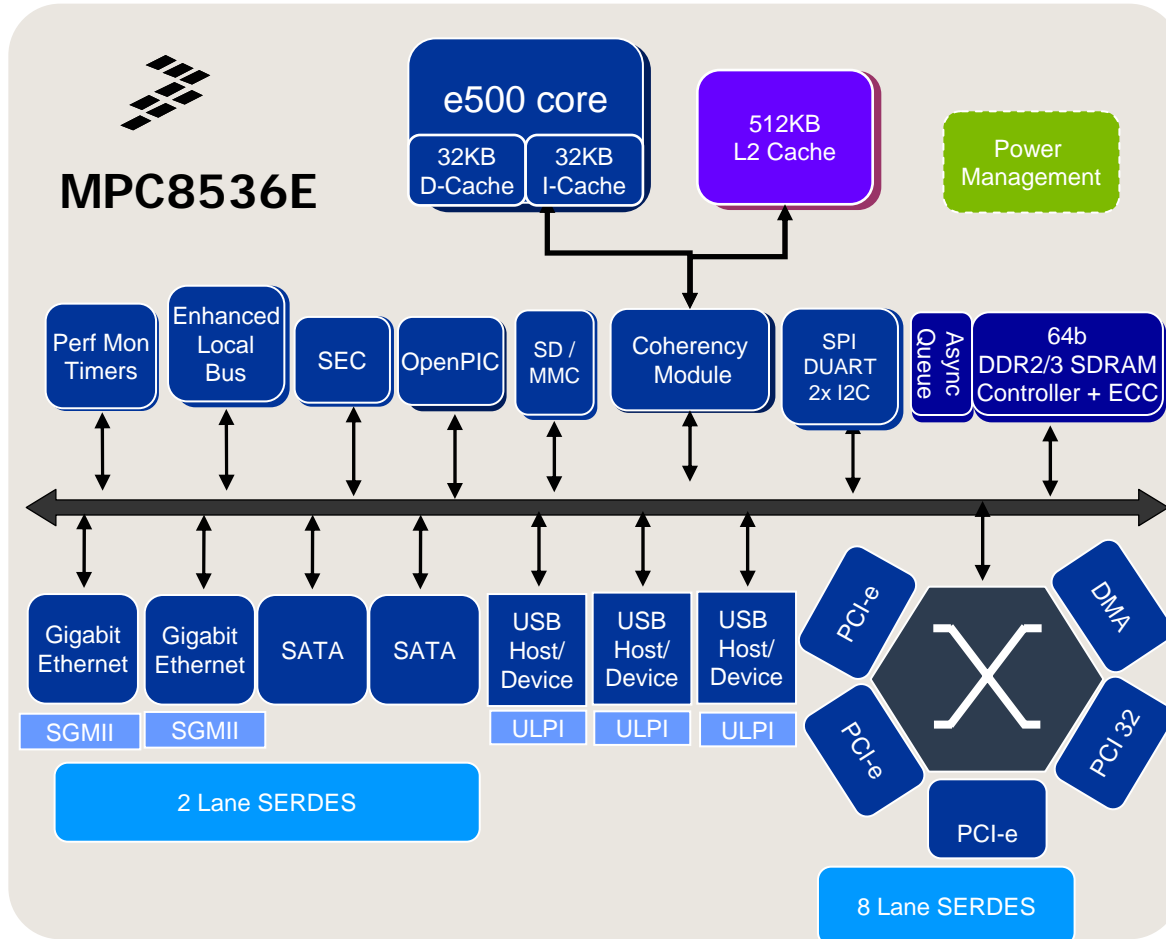 MPC8536E
e500 core
32KB
D-Cache
32KB
I-Cache
512KB
L2 Cache
Power
Management
Perf Mon
Timers
Enhanced
Local
Bus
SEC
OpenPIC
SD /
MMC
Coherency
Module
SPI
DUART
2x I2C
Async
Queue
64b
DDR2/3 SDRAM
Controller + ECC
Gigabit
Ethernet
SGMII
Gigabit
Ethernet
SGMII
SATA
SATA
2 Lane SERDES
USB
Host/
Device
ULPI
USB
Host/
Device
ULPI
USB
Host/
Device
ULPI
PCI-e
DMA
PCI-e
PCI 32
PCI-e
8 Lane SERDES